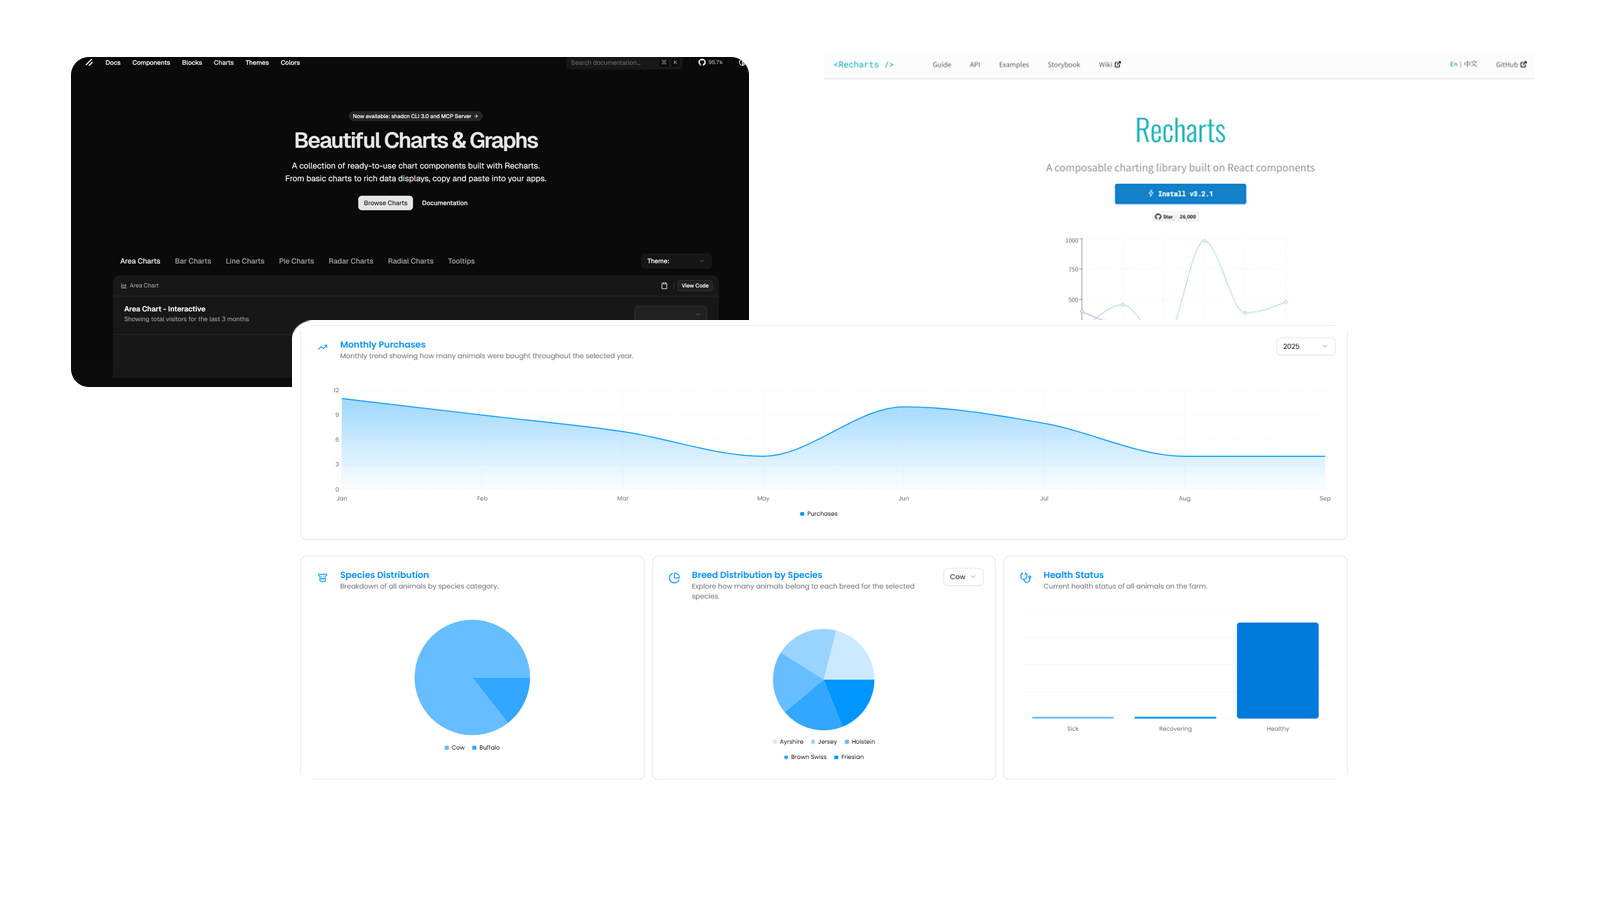 Docs Components Blocks Charts Themes Colors
Search documentation... ⌘ K 95.7k
Now available: shadcn CLI 3.0 and MCP Server →
Beautiful Charts & Graphs
A collection of ready-to-use chart components built with Recharts.
From basic charts to rich data displays, copy and paste into your apps.
Browse Charts Documentation
Area Charts Bar Charts Line Charts Pie Charts Radar Charts Radial Charts Tooltips
Theme:
Area Chart
View Code
Area Chart - Interactive
Showing total visitors for the last 3 months
<Recharts />
Guide API Examples Storybook Wiki
En | 中文 GitHub
Recharts
A composable charting library built on React components
Install v3.2.1
Star 26,000
1000
750
500
Monthly Purchases
Monthly trend showing how many animals were bought throughout the selected year.
2025
12
9
6
3
0
Jan Feb Mar May Jun Jul Aug Sep
Purchases
Species Distribution
Breakdown of all animals by species category.
Cow Buffalo
Breed Distribution by Species
Explore how many animals belong to each breed for the selected
species.
Cow
Ayrshire Jersey Holstein
Brown Swiss Friesian
Health Status
Current health status of all animals on the farm.
Sick Recovering Healthy